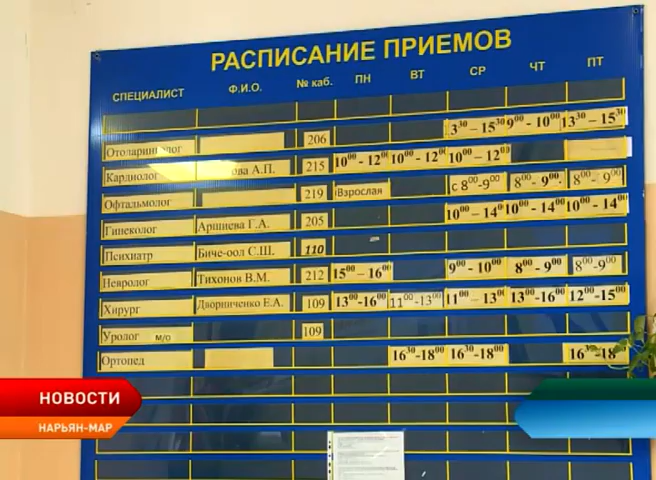 РАСПИСАНИЕ ПРИЕМОВ
СПЕЦИАЛИСТ Ф.И.О. № каб. ПН ВТ СР ЧТ ПТ
Отоларинголог 206 3³⁰ – 15³⁰ 9⁰⁰ - 10⁰⁰ 13³⁰ – 15³⁰
Кардиолог ова А.П. 215 10⁰⁰ - 12⁰⁰ 10⁰⁰ - 12⁰⁰ 10⁰⁰ – 12⁰⁰
Офтальмолог 219 Взрослая с 8⁰⁰-9⁰⁰ 8⁰⁰ - 9⁰⁰ 8⁰⁰ - 9⁰⁰
Гинеколог Аршиева Г.А. 205 10⁰⁰ – 14⁰⁰ 10⁰⁰ - 14⁰⁰ 10⁰⁰ - 14⁰⁰
Психиатр Биче-оол С.Ш. 110
Невролог Тихонов В.М. 212 15⁰⁰ – 16⁰⁰ 9⁰⁰ - 10⁰⁰ 8⁰⁰ - 9⁰⁰ 8⁰⁰-9⁰⁰
Хирург Дворниченко Е.А. 109 13⁰⁰-16⁰⁰ 11⁰⁰-13⁰⁰ 11⁰⁰ – 13⁰⁰ 13⁰⁰ -16⁰⁰ 12⁰⁰-15⁰⁰
Уролог м/о 109
Ортопед 16³⁰-18⁰⁰ 16³⁰-18⁰⁰ 16³⁰-18⁰⁰
НОВОСТИ
НАРЬЯН-МАР